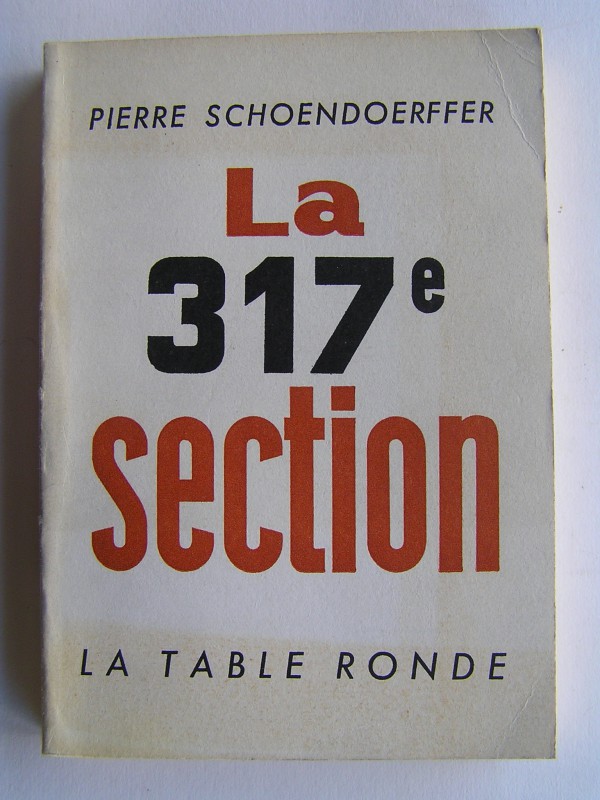 PIERRE SCHOENDOERFFER
La
317e
section
LA TABLE RONDE